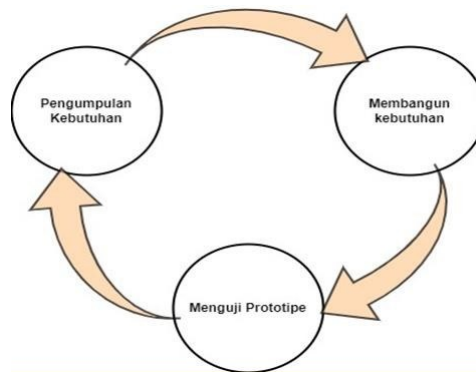 Pengumpulan
Kebutuhan
Membangun
kebutuhan
Menguji Prototipe